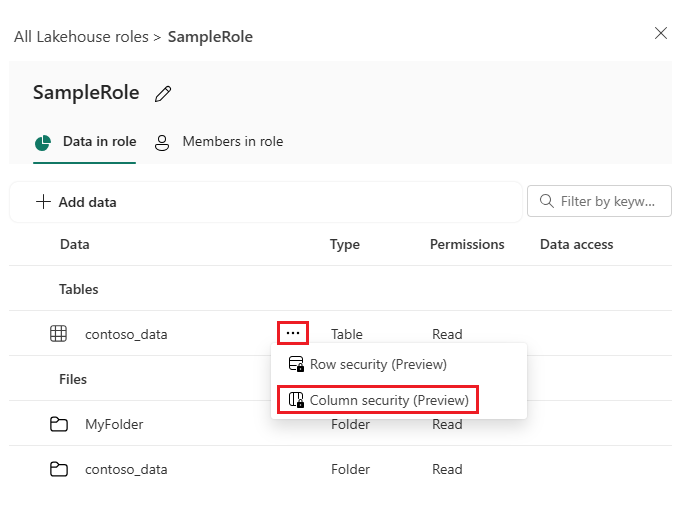 All Lakehouse roles > SampleRole
SampleRole
Data in role Members in role
Add data Filter by keyw...
Data Type Permissions Data access
Tables
contoso_data ... Table Read
Row security (Preview)
Files
Column security (Preview)
MyFolder Folder Read
contoso_data Folder Read